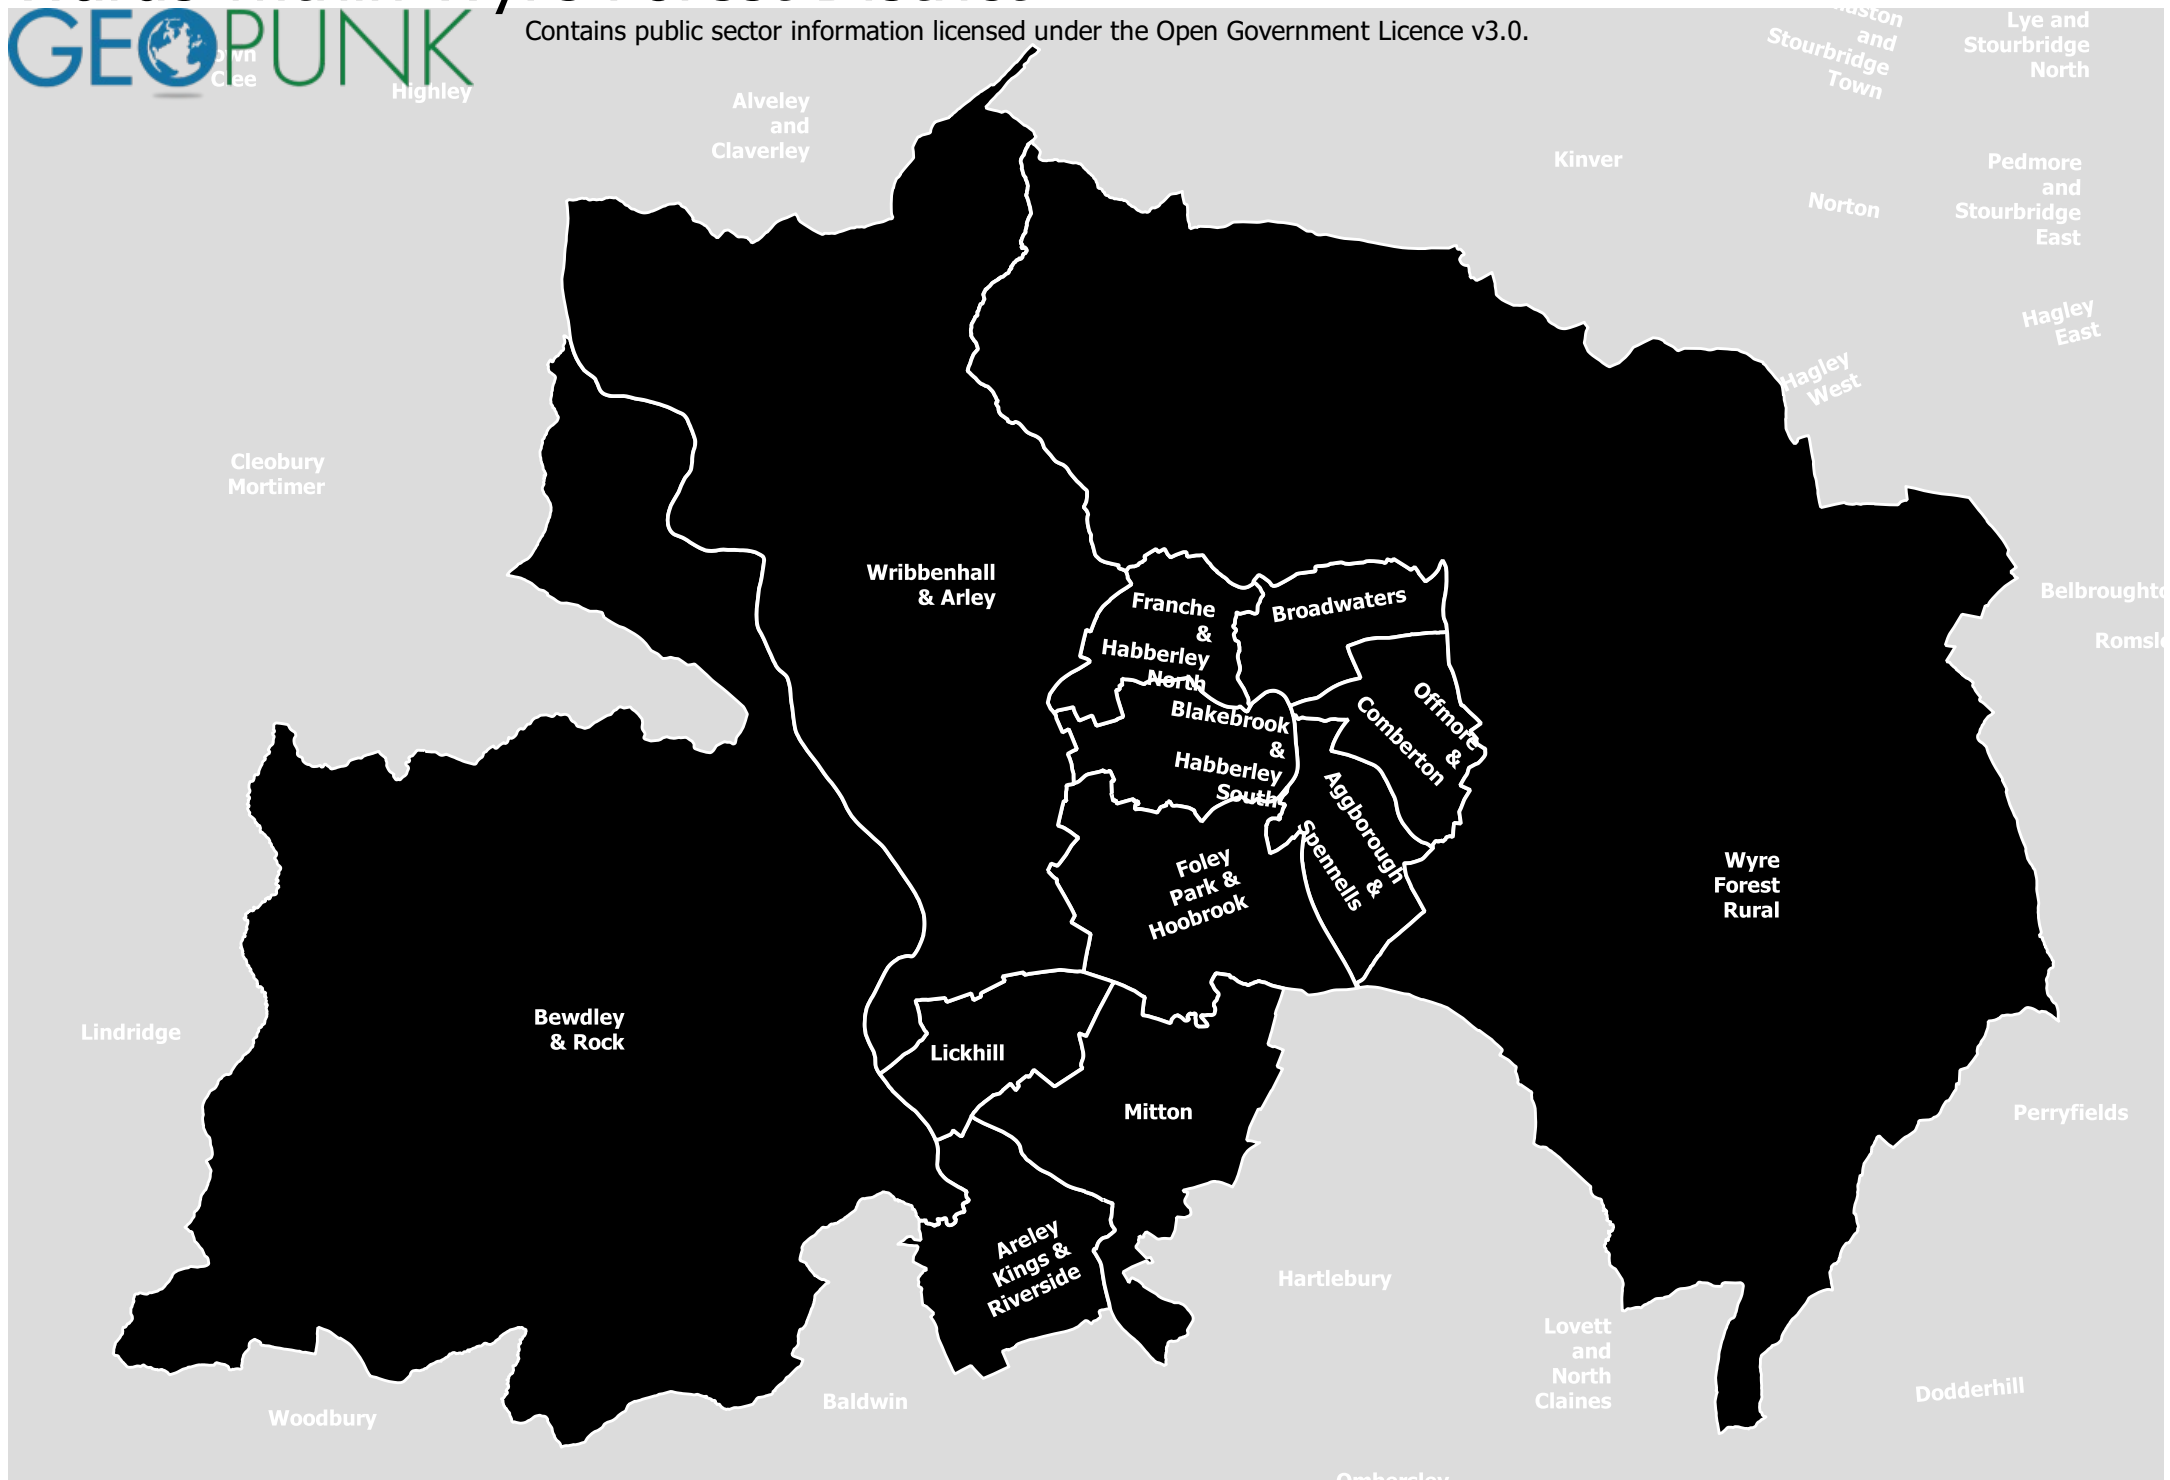 GEOPUNK
Contains public sector information licensed under the Open Government Licence v3.0.
and
Stourbridge
Town
Lye and
Stourbridge
North
Clee
Highley
Alveley
and
Claverley
Kinver
Pedmore
and
Stourbridge
East
Norton
Hagley
East
Hagley
West
Cleobury
Mortimer
Wribbenhall
& Arley
Franche
&
Habberley
North
Broadwaters
Offmore
&
Comberton
Blakebrook
&
Habberley
South
Aggborough
&
Spennells
Foley
Park &
Hoobrook
Wyre
Forest
Rural
Bewdley
& Rock
Lindridge
Lickhill
Mitton
Perryfields
Areley
Kings &
Riverside
Hartlebury
Lovett
and
North
Claines
Dodderhill
Baldwin
Woodbury